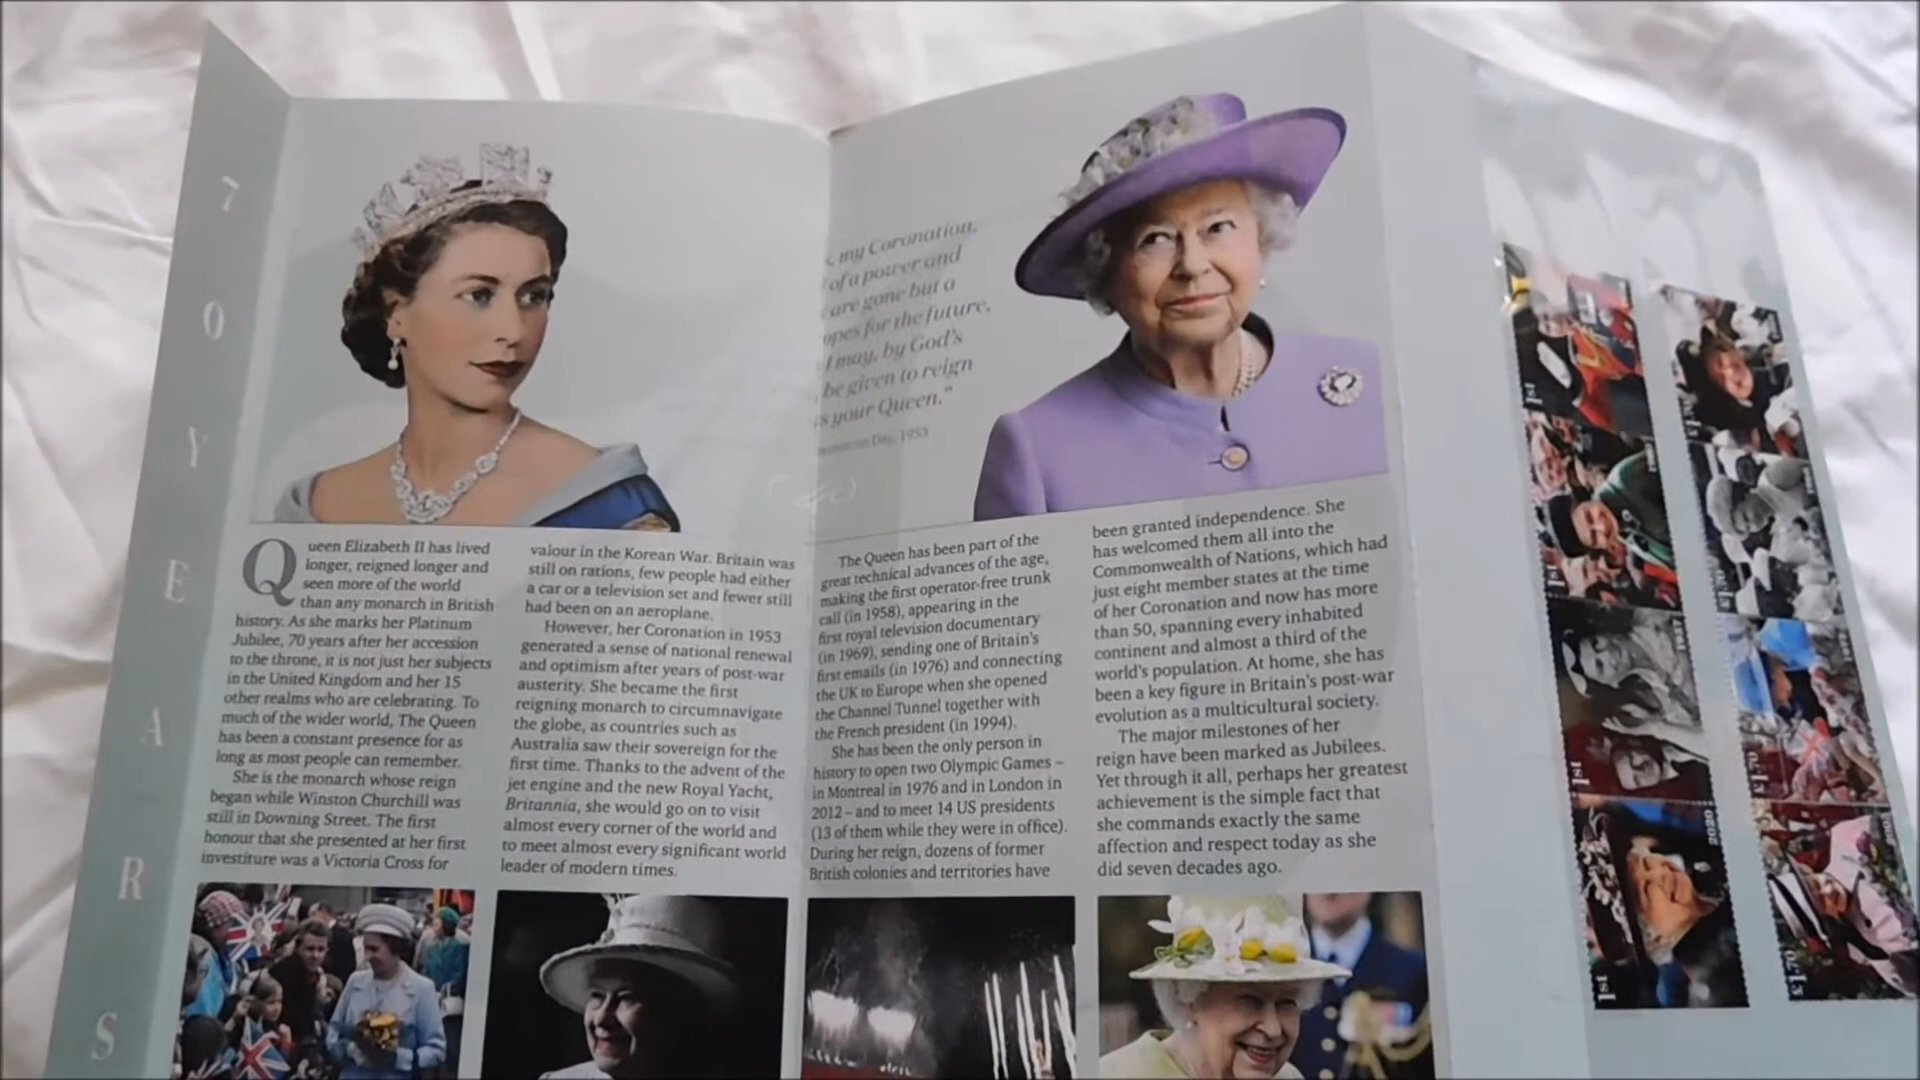 70 YEARS
my Coronation,
of a power and
are gone but a
for the future.
I may, by God's
be given to reign
your Queen."
Day, 1953
Queen Elizabeth II has lived
longer, reigned longer and
seen more of the world
than any monarch in British
history. As she marks her Platinum
Jubilee, 70 years after her accession
to the throne, it is not just her subjects
in the United Kingdom and her 15
other realms who are celebrating. To
much of the wider world, The Queen
has been a constant presence for as
long as most people can remember.
She is the monarch whose reign
began while Winston Churchill was
still in Downing Street. The first
honour that she presented at her first
investiture was a Victoria Cross for
valour in the Korean War. Britain was
still on rations, few people had either
a car or a television set and fewer still
had been on an aeroplane.
However, her Coronation in 1953
generated a sense of national renewal
and optimism after years of post-war
austerity. She became the first
reigning monarch to circumnavigate
the globe, as countries such as
Australia saw their sovereign for the
first time. Thanks to the advent of the
jet engine and the new Royal Yacht,
Britannia, she would go on to visit
almost every corner of the world and
to meet almost every significant world
leader of modern times.
The Queen has been part of the
great technical advances of the age,
making the first operator-free trunk
call (in 1958), appearing in the
first royal television documentary
(in 1969), sending one of Britain's
first emails (in 1976) and connecting
the UK to Europe when she opened
the Channel Tunnel together with
the French president (in 1994).
She has been the only person in
history to open two Olympic Games –
in Montreal in 1976 and in London in
2012 – and to meet 14 US presidents
(13 of them while they were in office).
During her reign, dozens of former
British colonies and territories have
been granted independence. She
has welcomed them all into the
Commonwealth of Nations, which had
just eight member states at the time
of her Coronation and now has more
than 50, spanning every inhabited
continent and almost a third of the
world's population. At home, she has
been a key figure in Britain's post-war
evolution as a multicultural society.
The major milestones of her
reign have been marked as Jubilees.
Yet through it all, perhaps her greatest
achievement is the simple fact that
she commands exactly the same
affection and respect today as she
did seven decades ago.
1st
1st
1st
1st
2020
£1.70
£1.70
£1.70
£1.70